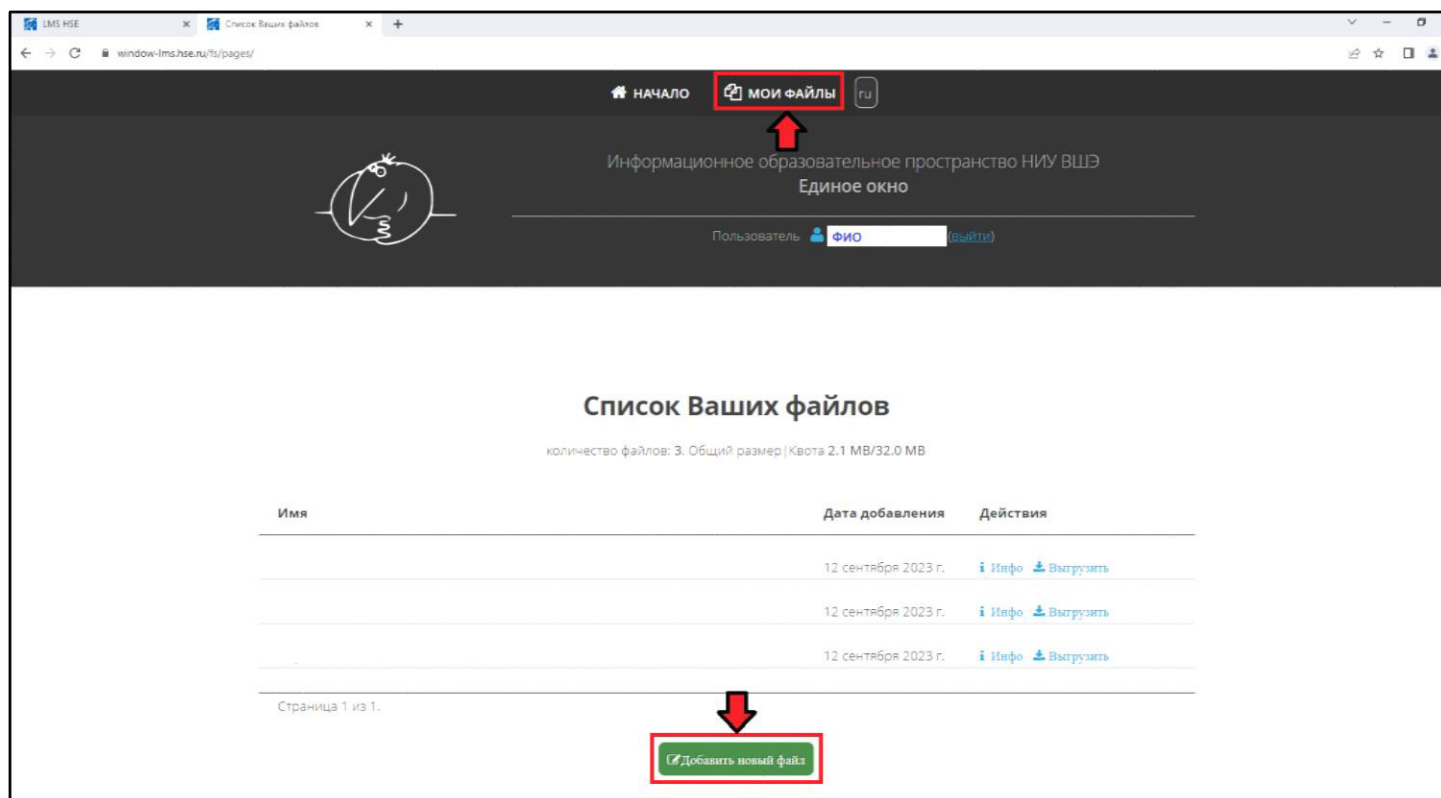 LMS HSE
Список Ваших файлов
window-lms.hse.ru/fs/pages/
НАЧАЛО МОИ ФАЙЛЫ ru
Информационное образовательное пространство НИУ ВШЭ
Единое окно
Пользователь ФИО (выйти)
Список Ваших файлов
количество файлов: 3. Общий размер|Квота 2.1 MB/32.0 MB
Имя Дата добавления Действия
12 сентября 2023 г. Инфо Выгрузить
12 сентября 2023 г. Инфо Выгрузить
12 сентября 2023 г. Инфо Выгрузить
Страница 1 из 1.
Добавить новый файл